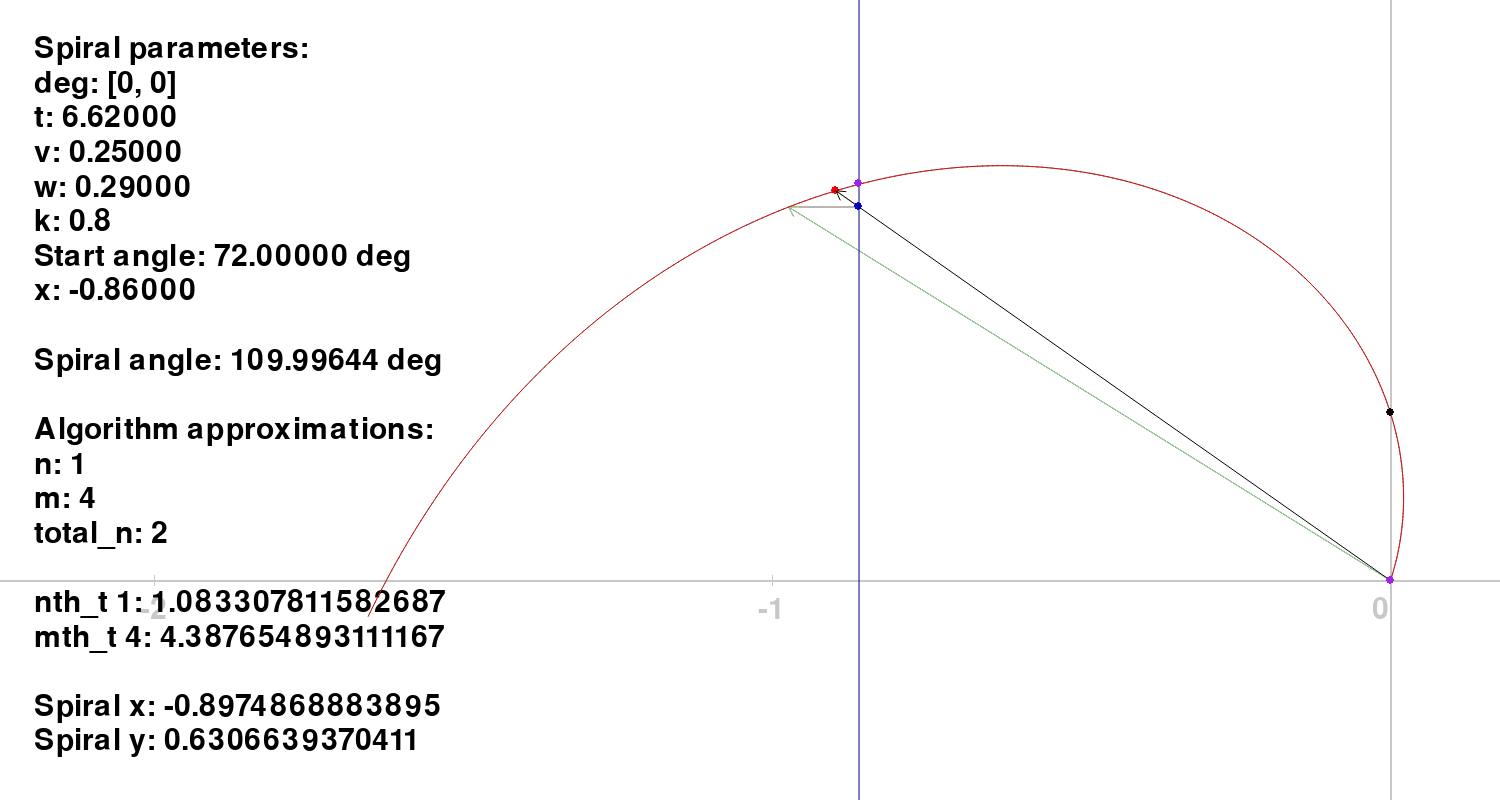 Spiral parameters:
deg: [0, 0]
t: 6.62000
v: 0.25000
w: 0.29000
k: 0.8
Start angle: 72.00000 deg
x: -0.86000
Spiral angle: 109.99644 deg
Algorithm approximations:
n: 1
m: 4
total_n: 2
nth_t 1: 1.083307811582687
-2
-1
0
mth_t 4: 4.387654893111167
Spiral x: -0.8974868883895
Spiral y: 0.6306639370411